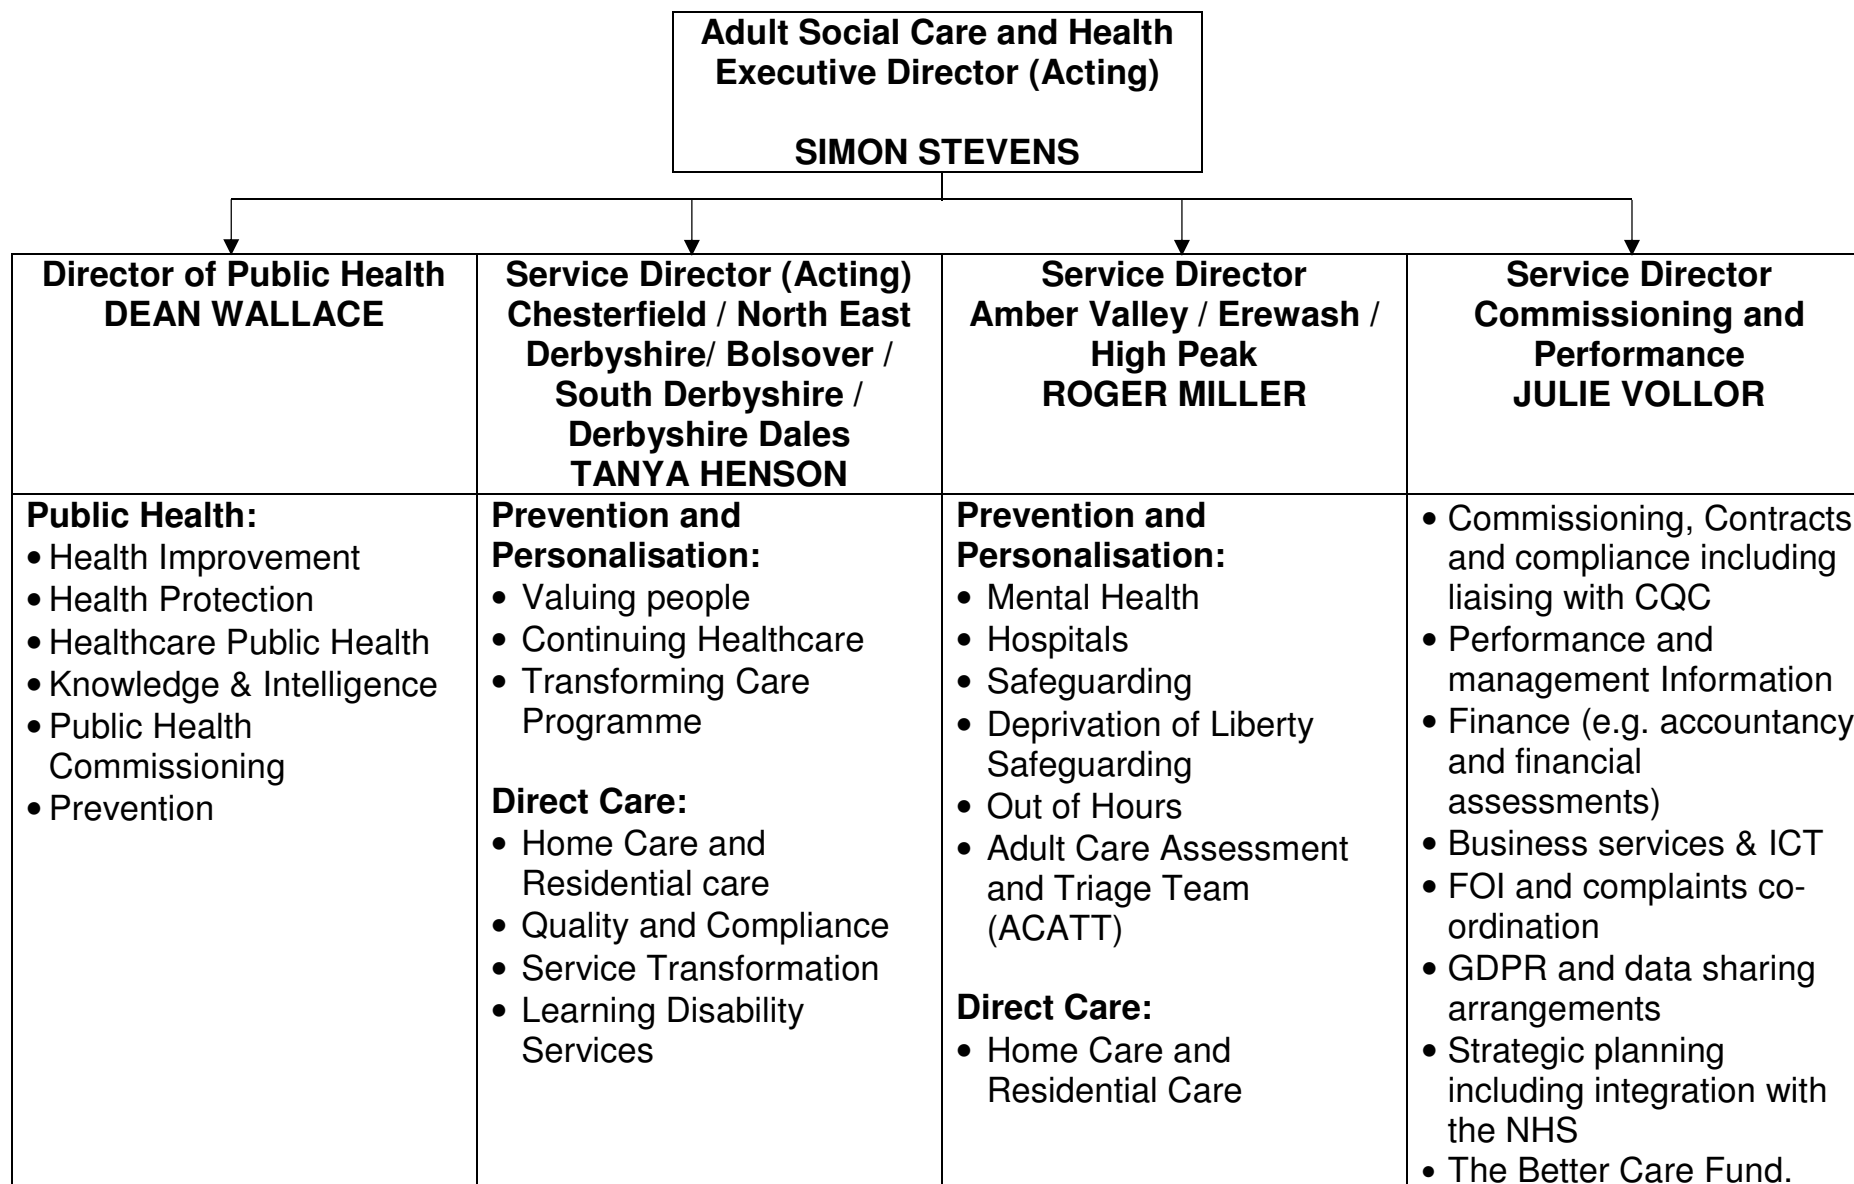 Adult Social Care and Health
Executive Director (Acting)
SIMON STEVENS
Director of Public Health
DEAN WALLACE
Service Director (Acting)
Chesterfield / North East
Derbyshire/ Bolsover /
South Derbyshire /
Derbyshire Dales
TANYA HENSON
Service Director
Amber Valley / Erewash /
High Peak
ROGER MILLER
Service Director
Commissioning and
Performance
JULIE VOLLOR
Public Health:
• Health Improvement
• Health Protection
• Healthcare Public Health
• Knowledge & Intelligence
• Public Health
Commissioning
• Prevention
Prevention and
Personalisation:
• Valuing people
• Continuing Healthcare
• Transforming Care
Programme
Direct Care:
• Home Care and
Residential care
• Quality and Compliance
• Service Transformation
• Learning Disability
Services
Prevention and
Personalisation:
• Mental Health
• Hospitals
• Safeguarding
• Deprivation of Liberty
Safeguarding
• Out of Hours
• Adult Care Assessment
and Triage Team
(ACATT)
Direct Care:
• Home Care and
Residential Care
• Commissioning, Contracts
and compliance including
liaising with CQC
• Performance and
management Information
• Finance (e.g. accountancy
and financial
assessments)
• Business services & ICT
• FOI and complaints co-
ordination
• GDPR and data sharing
arrangements
• Strategic planning
including integration with
the NHS
• The Better Care Fund.